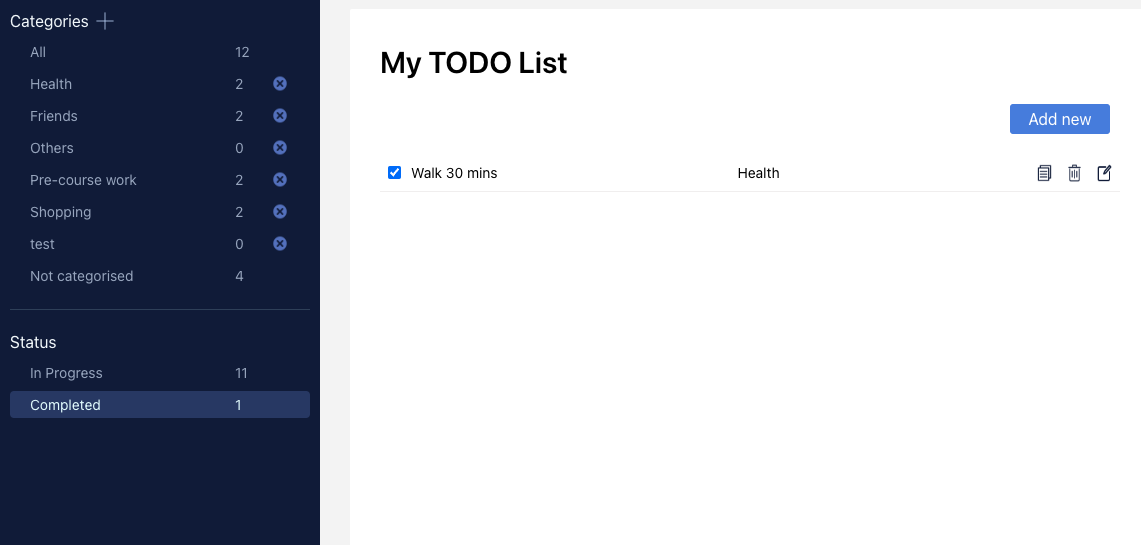 Categories
All 12
Health 2
Friends 2
Others 0
Pre-course work 2
Shopping 2
test 0
Not categorised 4
Status
In Progress 11
Completed 1
My TODO List
Add new
Walk 30 mins Health